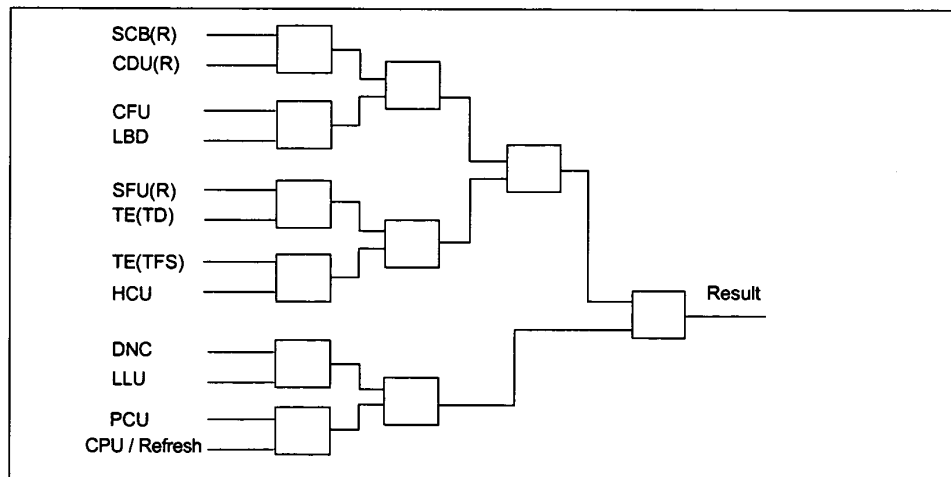 SCB(R)
CDU(R)
CFU
LBD
SFU(R)
TE(TD)
TE(TFS)
HCU
DNC
LLU
PCU
CPU / Refresh
Result